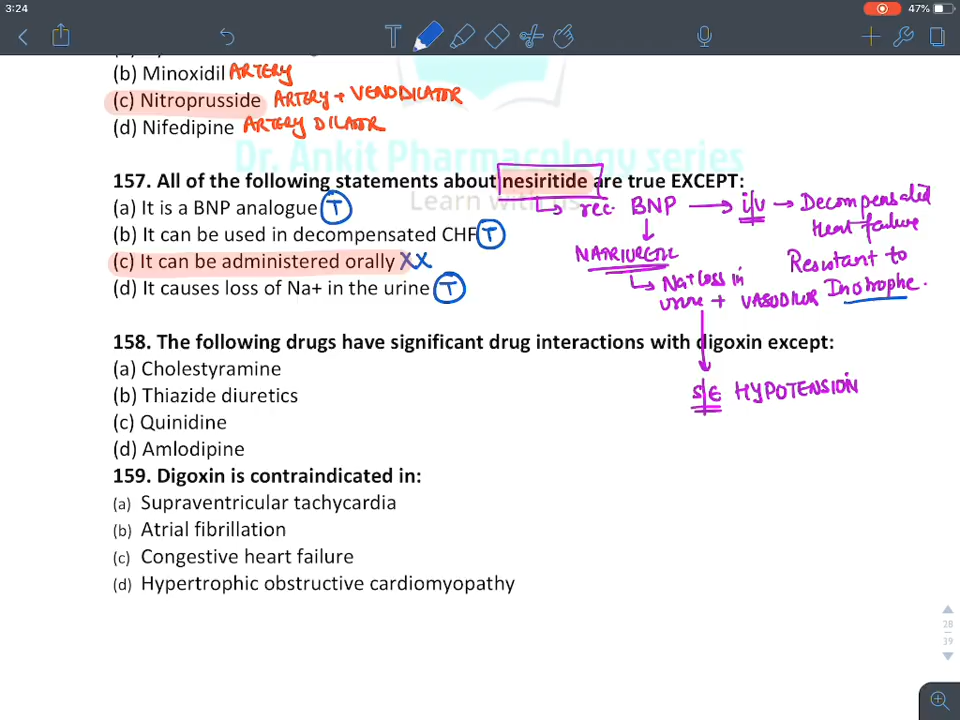 3:24
47%
T
(b) Minoxidil ARTERY
(c) Nitroprusside ARTERY + VENODILATOR
(d) Nifedipine ARTERY DILATOR
Dr. Ankit Pharmacology series
Learn with us
157. All of the following statements about nesiritide are true EXCEPT:
(a) It is a BNP analogue T
rec. BNP → i/v → Decompensated
Heart failure
(b) It can be used in decompensated CHF T
NATRIURETIC
Resistant to
Inotrophe.
(c) It can be administered orally XX
Na+ Loss in
urine + VASODILOR
(d) It causes loss of Na+ in the urine T
S/E HYPOTENSION
158. The following drugs have significant drug interactions with digoxin except:
(a) Cholestyramine
(b) Thiazide diuretics
(c) Quinidine
(d) Amlodipine
159. Digoxin is contraindicated in:
(a) Supraventricular tachycardia
(b) Atrial fibrillation
(c) Congestive heart failure
(d) Hypertrophic obstructive cardiomyopathy
28
39